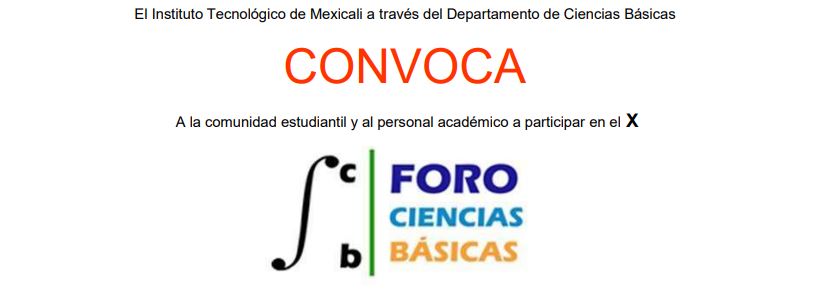 El Instituto Tecnológico de Mexicali a través del Departamento de Ciencias Básicas
CONVOCA
A la comunidad estudiantil y al personal académico a participar en el X
c
b
FORO
CIENCIAS
BÁSICAS